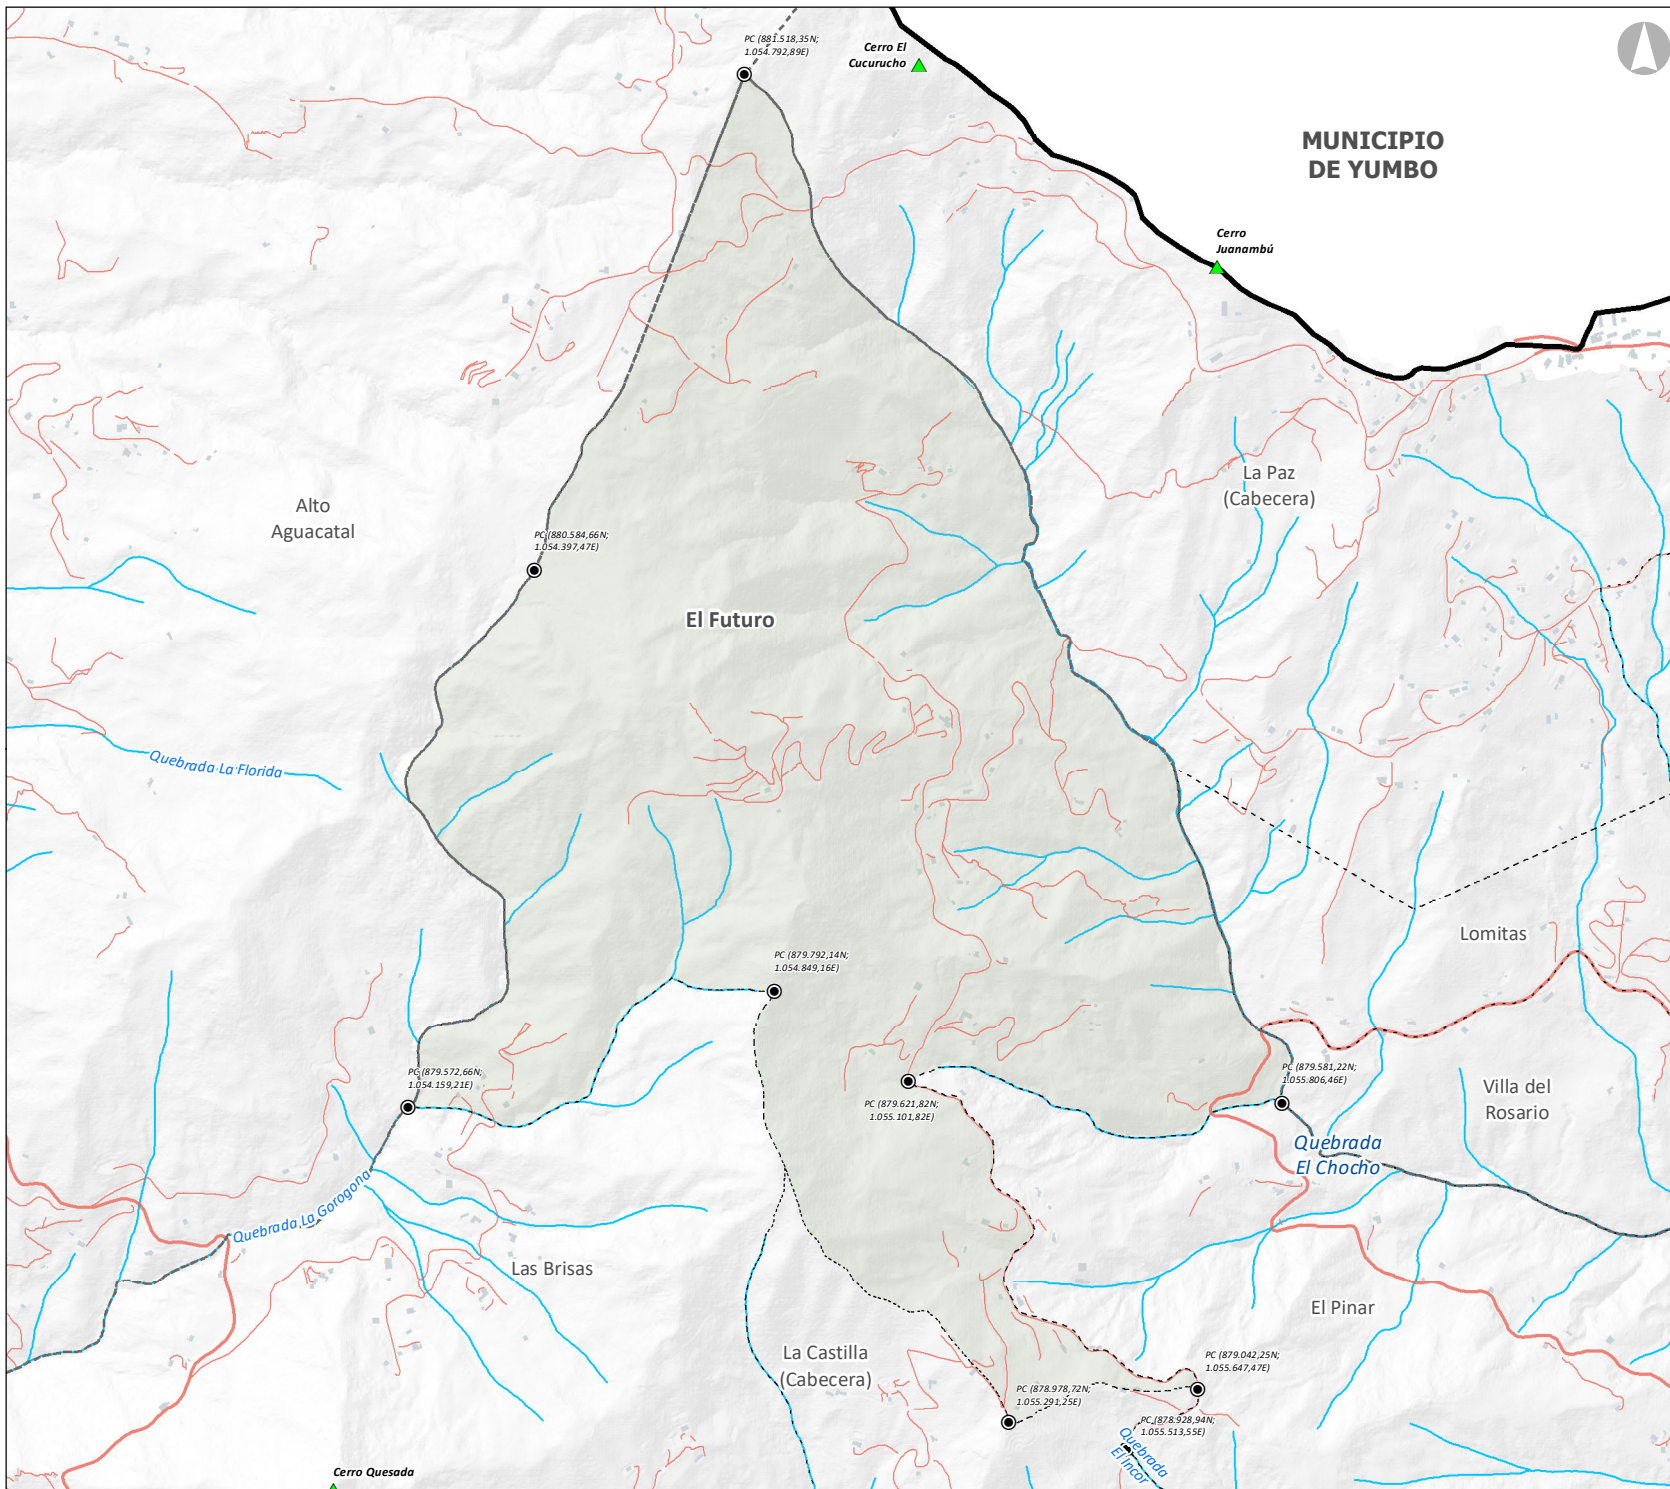 PC (881.518,35N;
1.054.792,89E)
Cerro El
Cucurucho
MUNICIPIO
DE YUMBO
Cerro
Juanambú
La Paz
(Cabecera)
Alto
Aguacatal
PC (880.584,66N;
1.054.397,47E)
El Futuro
Quebrada La Florida
Lomitas
PC (879.792,14N;
1.054.849,16E)
PC (879.572,66N;
1.054.159,21E)
PC (879.621,82N;
1.055.101,82E)
PC (879.581,22N;
1.055.806,46E)
Villa del
Rosario
Quebrada
El Chocho
Quebrada La Gorogona
Las Brisas
El Pinar
La Castilla
(Cabecera)
PC (879.042,25N;
1.055.647,47E)
PC (878.978,72N;
1.055.291,25E)
PC (878.928,94N;
1.055.513,55E)
Quebrada
El Incor
Cerro Quesada